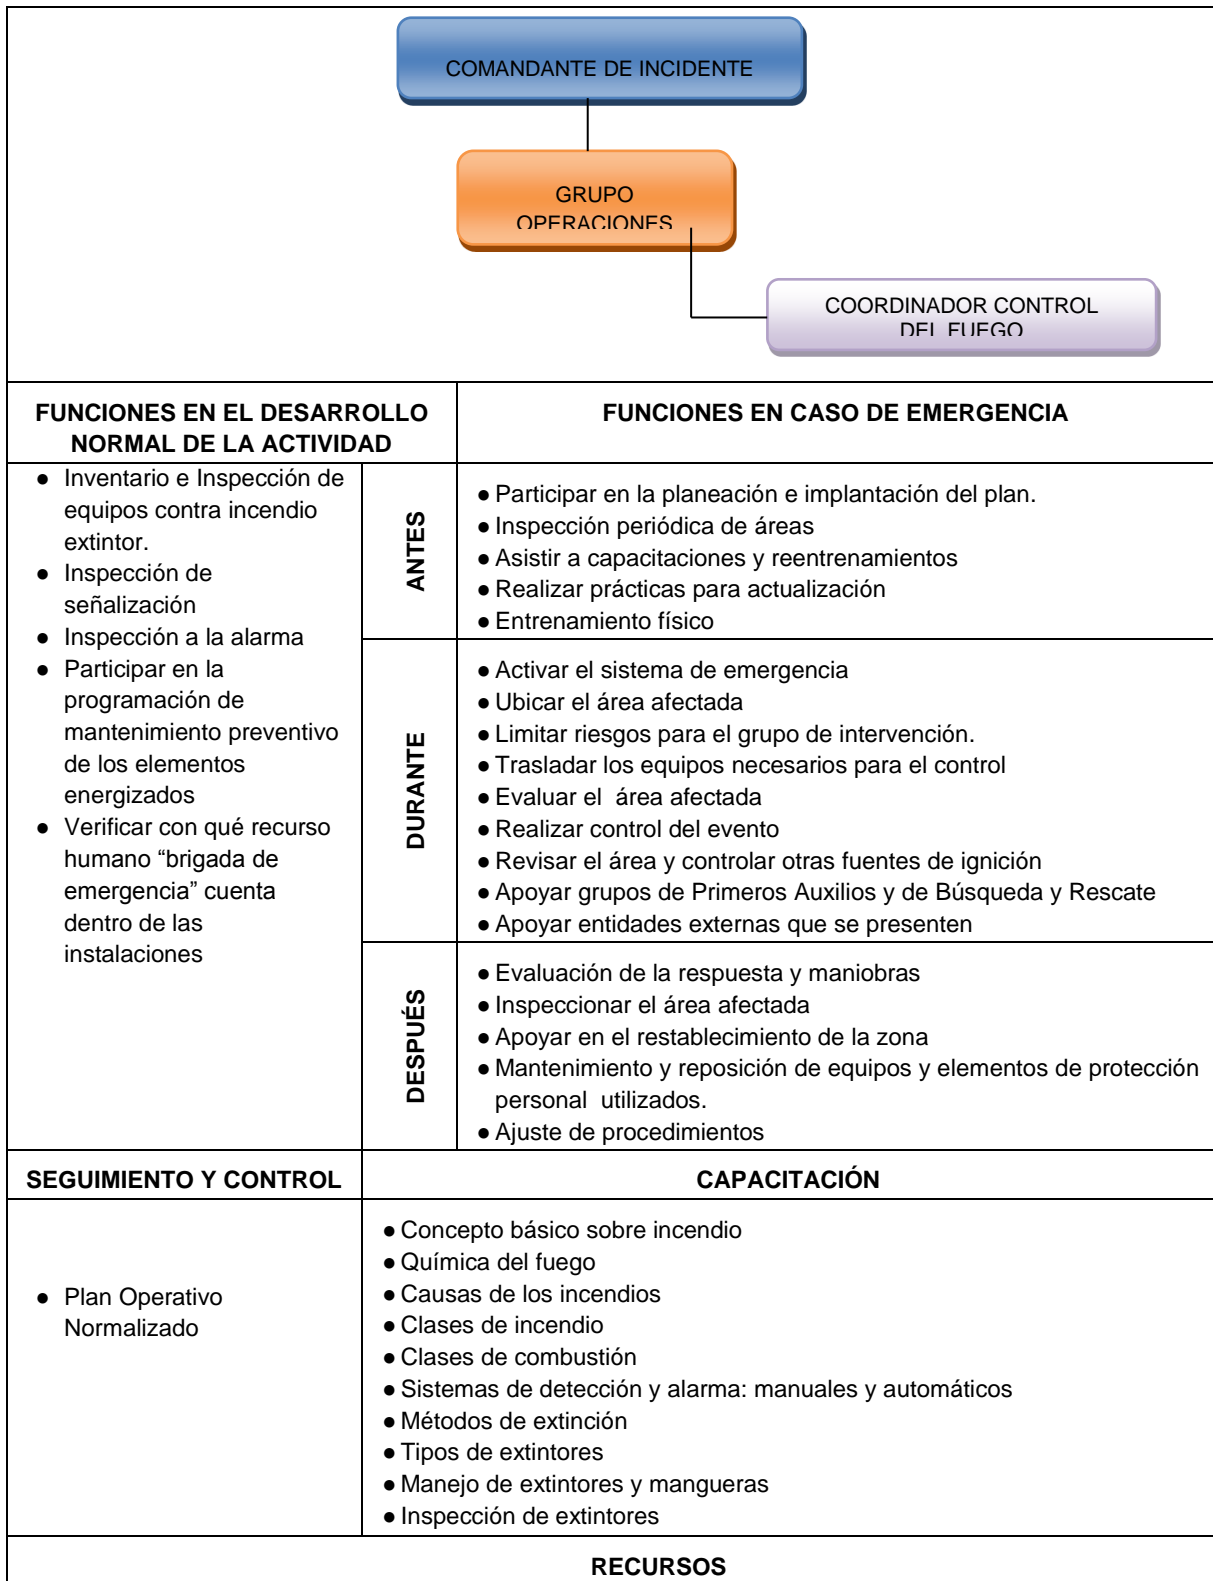 COMANDANTE DE INCIDENTE
GRUPO
OPERACIONES
COORDINADOR CONTROL
DEL FUEGO
FUNCIONES EN EL DESARROLLO
NORMAL DE LA ACTIVIDAD
FUNCIONES EN CASO DE EMERGENCIA
● Inventario e Inspección de
equipos contra incendio
extintor.
● Inspección de
señalización
● Inspección a la alarma
● Participar en la
programación de
mantenimiento preventivo
de los elementos
energizados
● Verificar con qué recurso
humano “brigada de
emergencia” cuenta
dentro de las
instalaciones
ANTES
● Participar en la planeación e implantación del plan.
● Inspección periódica de áreas
● Asistir a capacitaciones y reentrenamientos
● Realizar prácticas para actualización
● Entrenamiento físico
DURANTE
● Activar el sistema de emergencia
● Ubicar el área afectada
● Limitar riesgos para el grupo de intervención.
● Trasladar los equipos necesarios para el control
● Evaluar el  área afectada
● Realizar control del evento
● Revisar el área y controlar otras fuentes de ignición
● Apoyar grupos de Primeros Auxilios y de Búsqueda y Rescate
● Apoyar entidades externas que se presenten
DESPUÉS
● Evaluación de la respuesta y maniobras
● Inspeccionar el área afectada
● Apoyar en el restablecimiento de la zona
● Mantenimiento y reposición de equipos y elementos de protección
personal  utilizados.
● Ajuste de procedimientos
SEGUIMIENTO Y CONTROL
CAPACITACIÓN
● Plan Operativo
Normalizado
● Concepto básico sobre incendio
● Química del fuego
● Causas de los incendios
● Clases de incendio
● Clases de combustión
● Sistemas de detección y alarma: manuales y automáticos
● Métodos de extinción
● Tipos de extintores
● Manejo de extintores y mangueras
● Inspección de extintores
RECURSOS